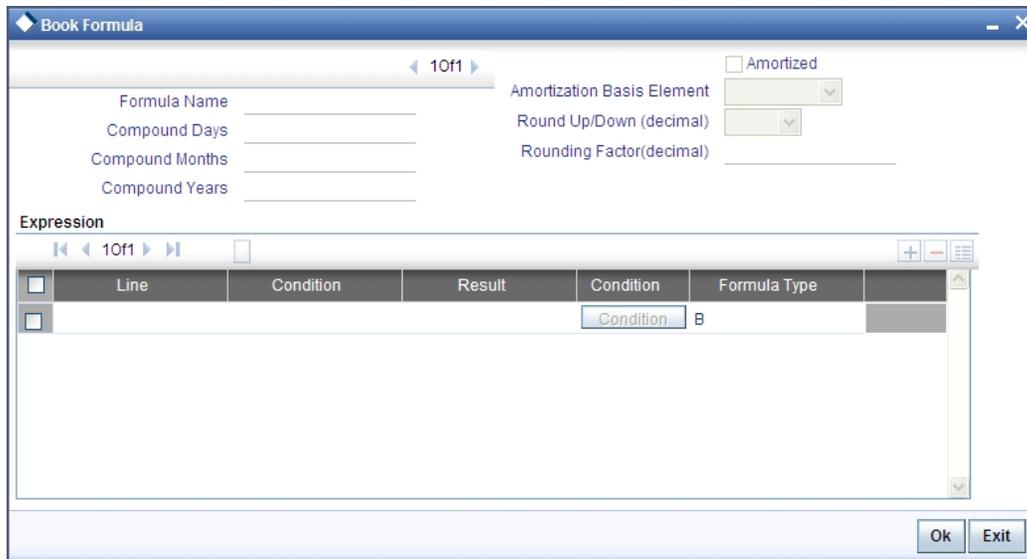 Book Formula
1Of1
Formula Name
Compound Days
Compound Months
Compound Years
Amortized
Amortization Basis Element
Round Up/Down (decimal)
Rounding Factor(decimal)
Expression
1Of1
Line Condition Result Condition Formula Type
Condition B
Ok Exit